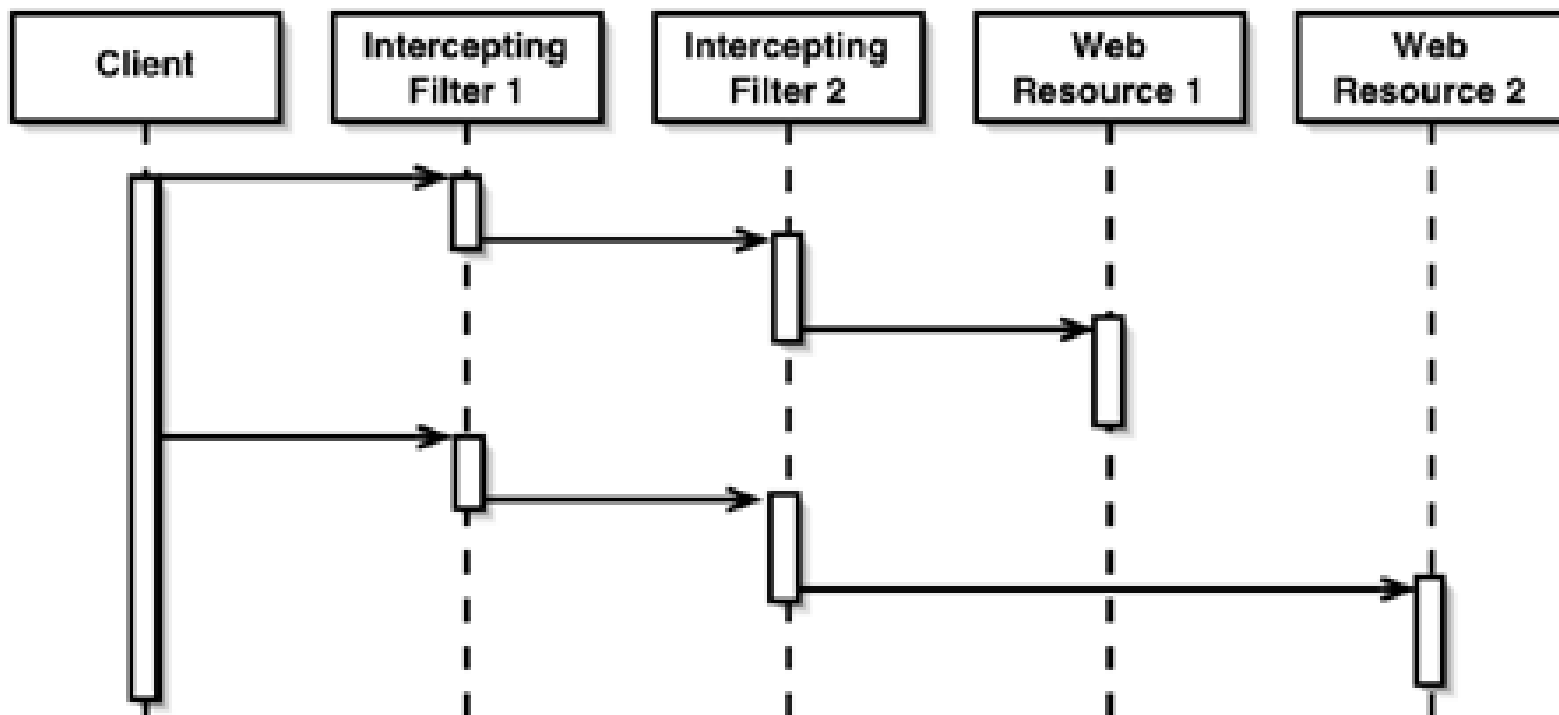 Client
Intercepting
Filter 1
Intercepting
Filter 2
Web
Resource 1
Web
Resource 2